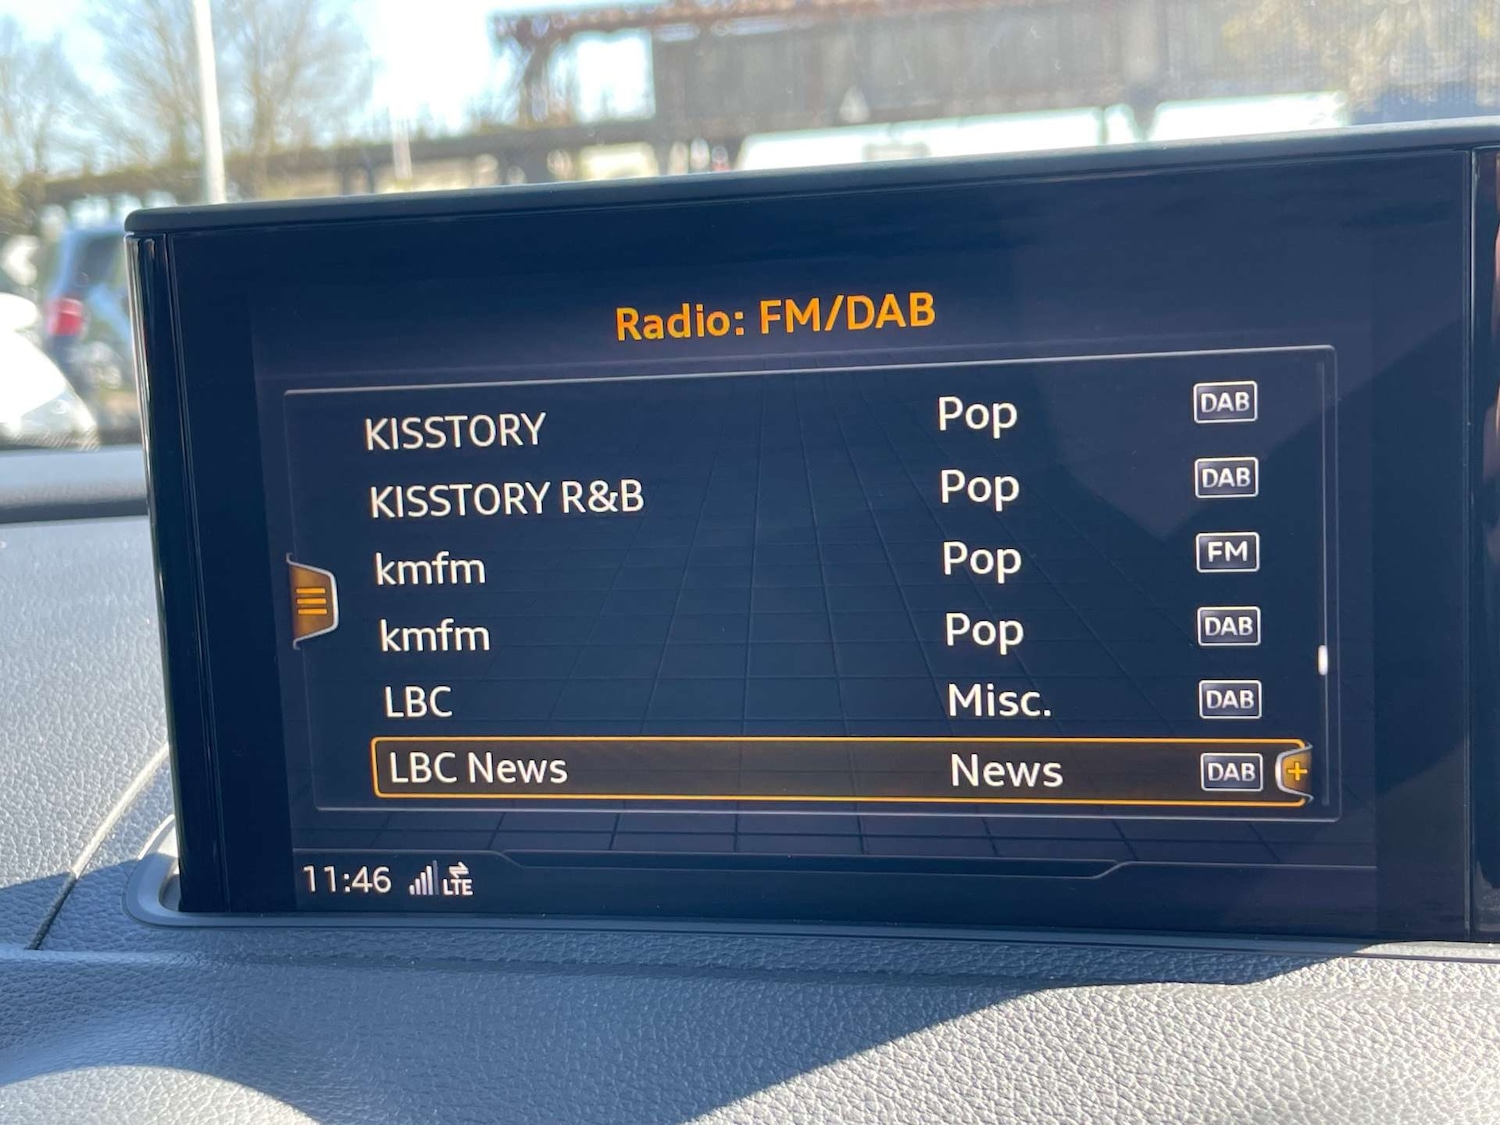 Radio: FM/DAB
KISSTORY Pop DAB
KISSTORY R&B Pop DAB
kmfm Pop FM
kmfm Pop DAB
LBC Misc. DAB
LBC News News DAB +
11:46 LTE